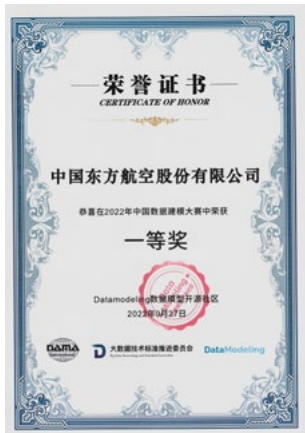 荣誉证书
CERTIFICATE OF HONOR
中国东方航空股份有限公司
恭喜在2022年中国数据建模大赛中荣获
一等奖
Datamodeling数据模型开源社区
2022年9月27日
DAMA
大数据技术标准推进委员会
DataModeling